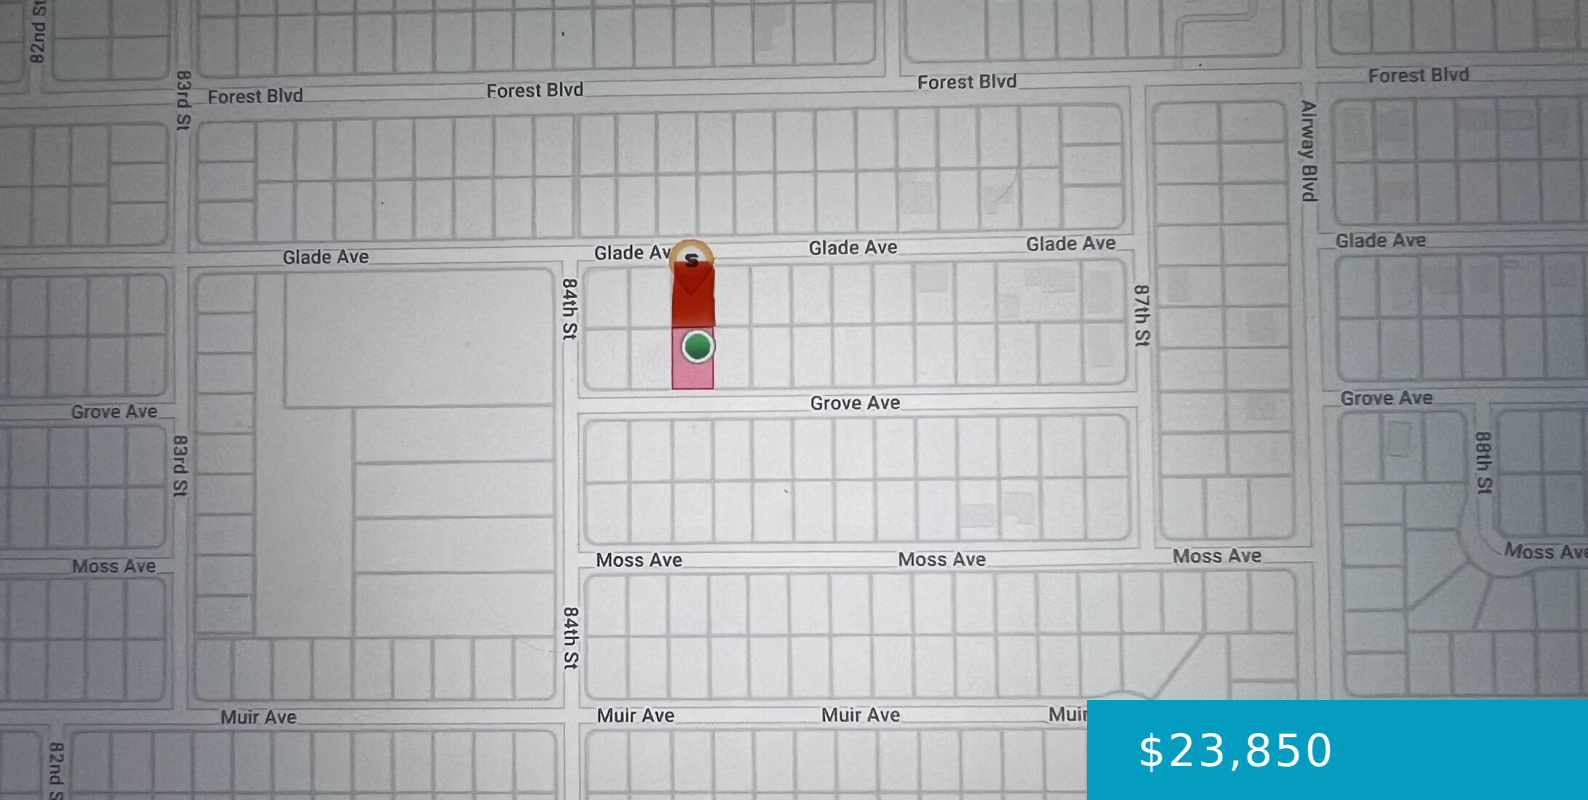 82nd St
83rd St
Forest Blvd
Forest Blvd
Forest Blvd
Forest Blvd
Airway Blvd
Glade Ave
Glade Av
S
Glade Ave
Glade Ave
Glade Ave
84th St
87th St
Grove Ave
Grove Ave
Grove Ave
83rd St
88th St
Moss Ave
Moss Ave
Moss Ave
Moss Ave
Moss Ave
84th St
Muir Ave
Muir Ave
Muir Ave
Muir
82nd S
$23,850